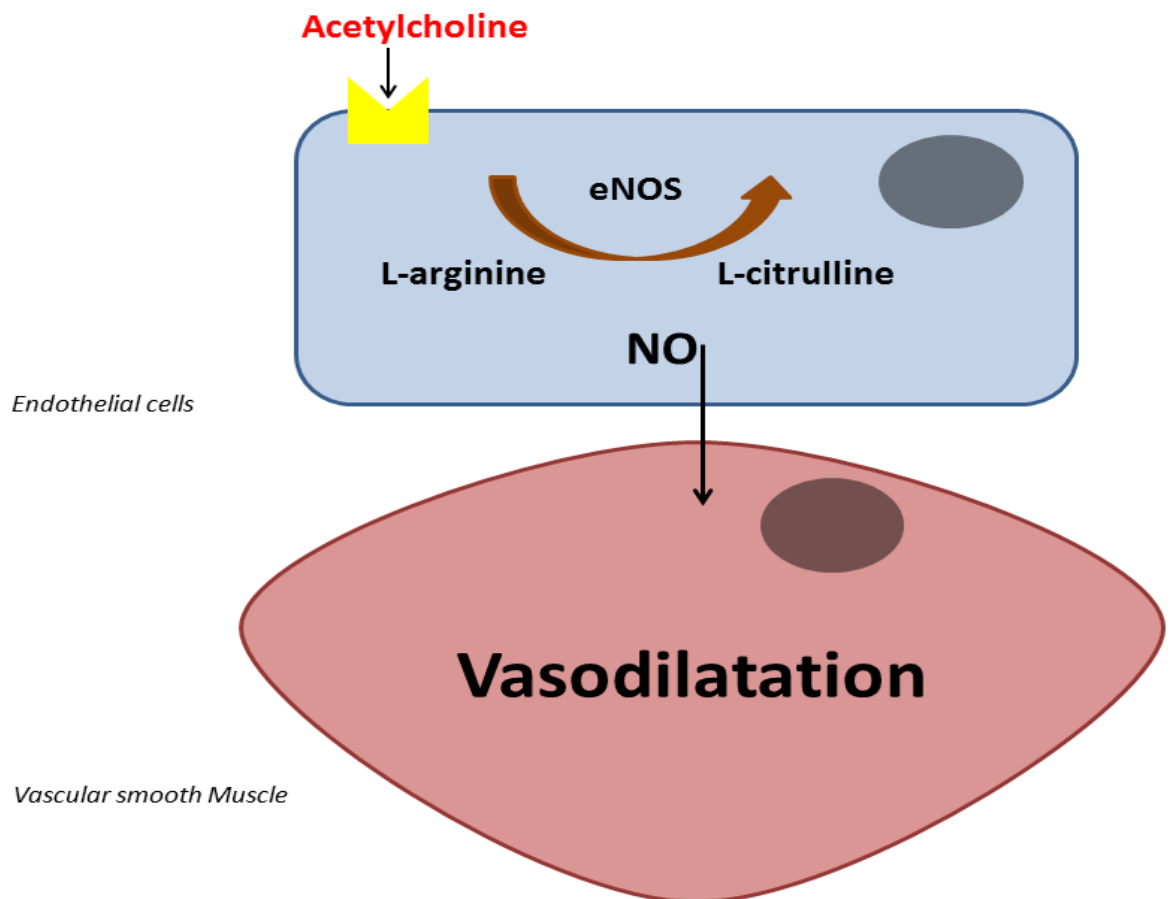 Acetylcholine
eNOS
L-arginine
L-citrulline
NO
Endothelial cells
Vasodilatation
Vascular smooth Muscle